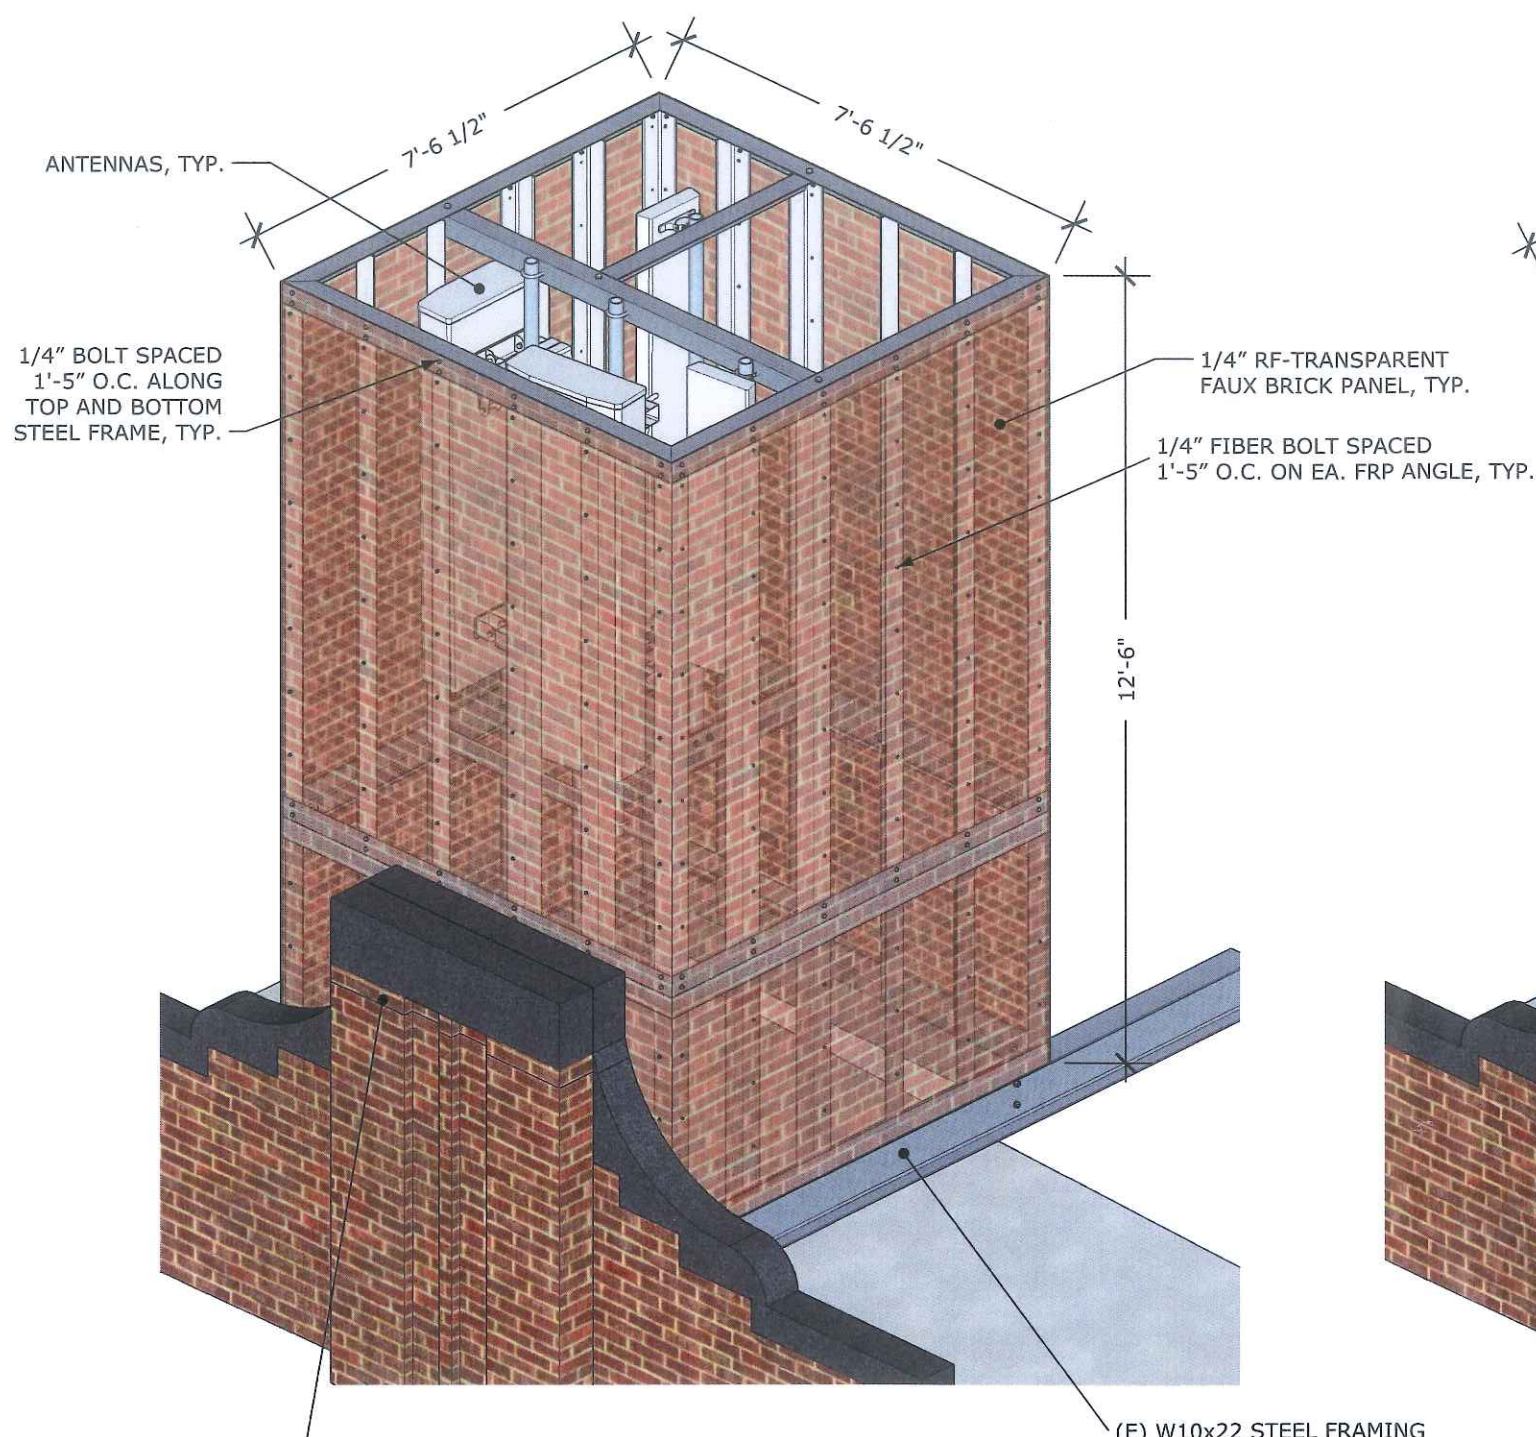 7'-6 1/2"
7'-6 1/2"
ANTENNAS, TYP.
1/4" BOLT SPACED
1'-5" O.C. ALONG
TOP AND BOTTOM
STEEL FRAME, TYP.
1/4" RF-TRANSPARENT
FAUX BRICK PANEL, TYP.
1/4" FIBER BOLT SPACED
1'-5" O.C. ON EA. FRP ANGLE, TYP.
12'-6"
(E) W10x22 STEEL FRAMING